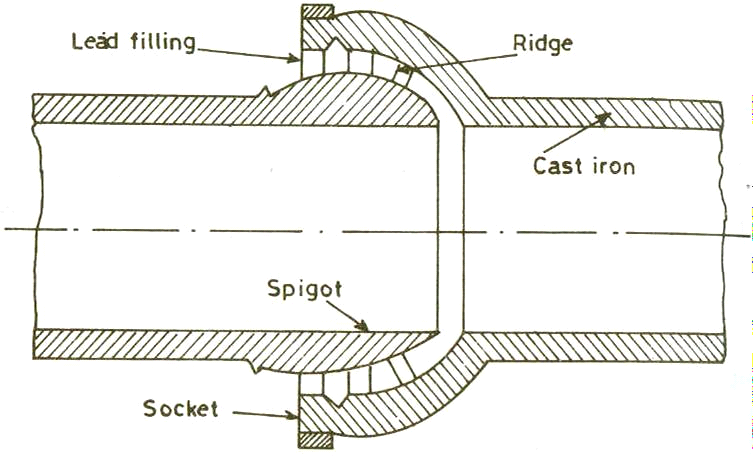 Lead filling
Ridge
Cast iron
Spigot
Socket